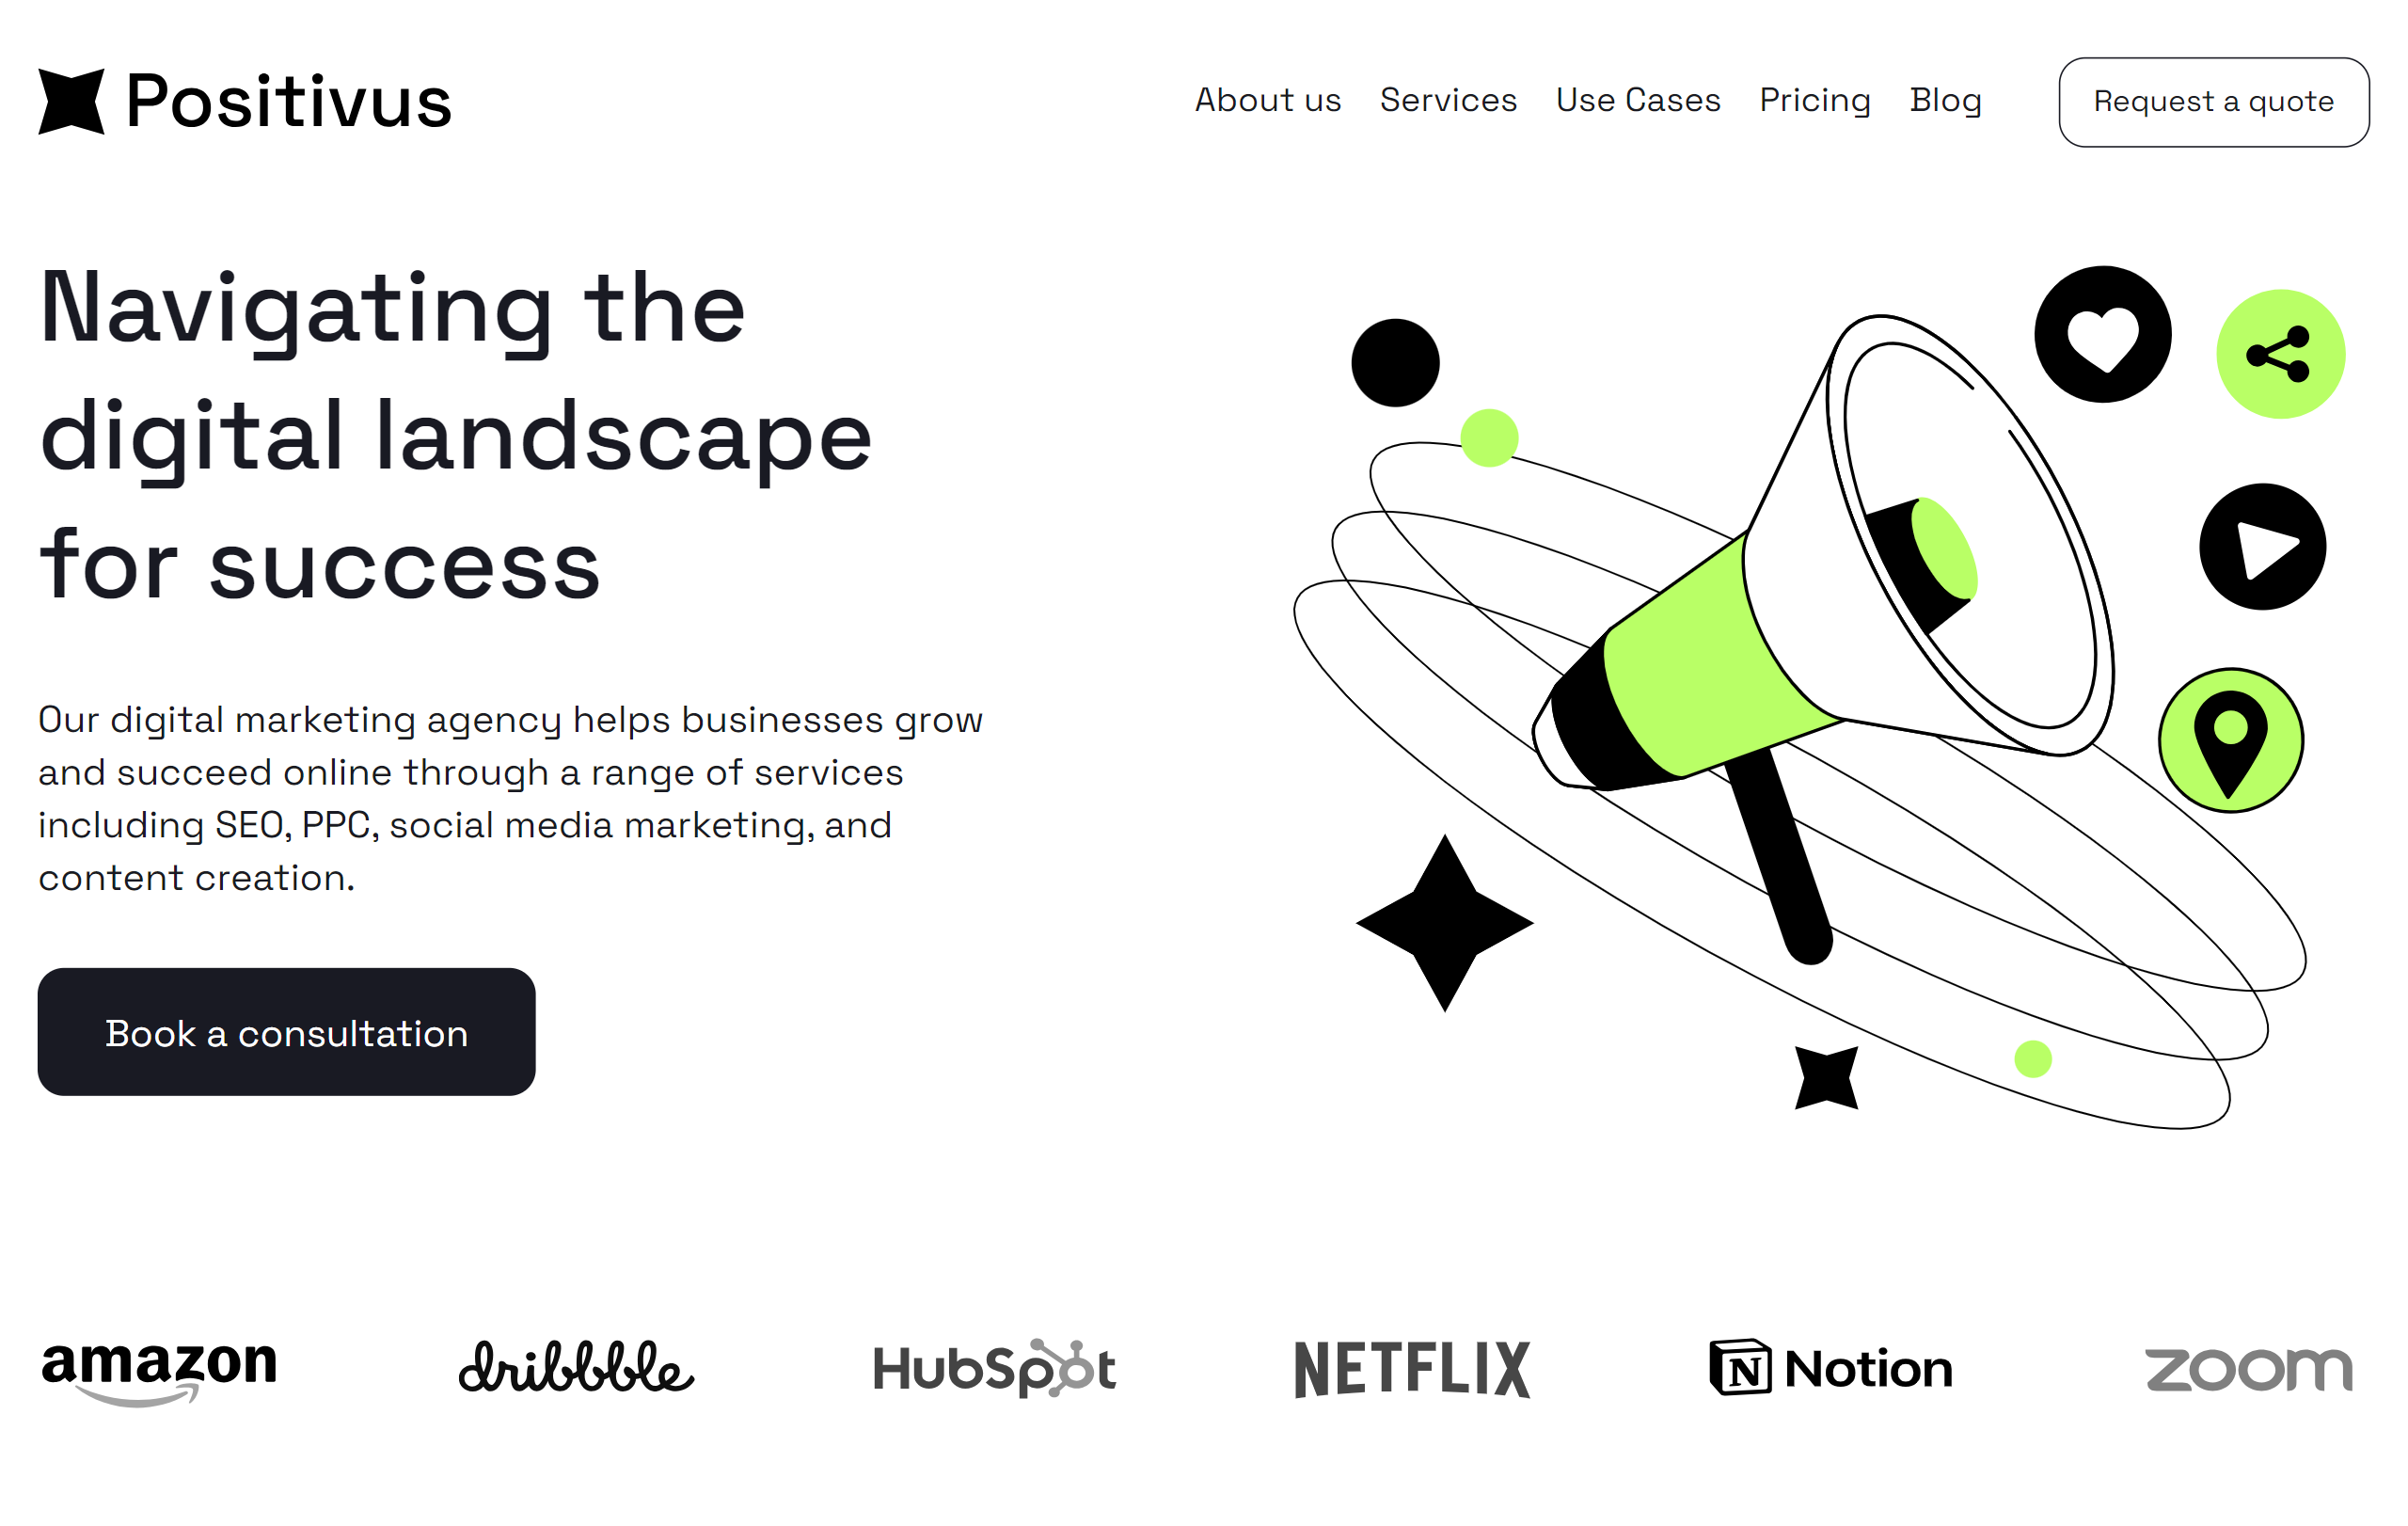 Positivus
About us Services Use Cases Pricing Blog Request a quote
Navigating the
digital landscape
for success
Our digital marketing agency helps businesses grow
and succeed online through a range of services
including SEO, PPC, social media marketing, and
content creation.
Book a consultation
amazon dribbble HubSpot NETFLIX N Notion zoom